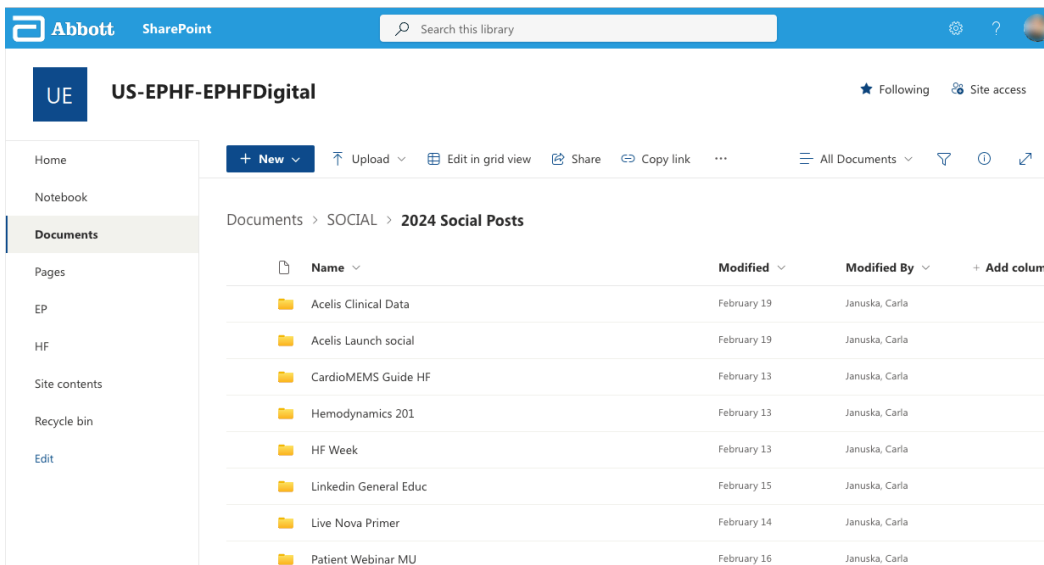 Abbott SharePoint Search this library ?
UE US-EPHF-EPHFDigital Following Site access
Home
Notebook
Documents
Pages
EP
HF
Site contents
Recycle bin
Edit
+ New Upload Edit in grid view Share Copy link ... All Documents
Documents > SOCIAL > 2024 Social Posts
Name Modified Modified By + Add colum
Acelis Clinical Data February 19 Januska, Carla
Acelis Launch social February 19 Januska, Carla
CardioMEMS Guide HF February 13 Januska, Carla
Hemodynamics 201 February 13 Januska, Carla
HF Week February 13 Januska, Carla
Linkedin General Educ February 15 Januska, Carla
Live Nova Primer February 14 Januska, Carla
Patient Webinar MU February 16 Januska, Carla